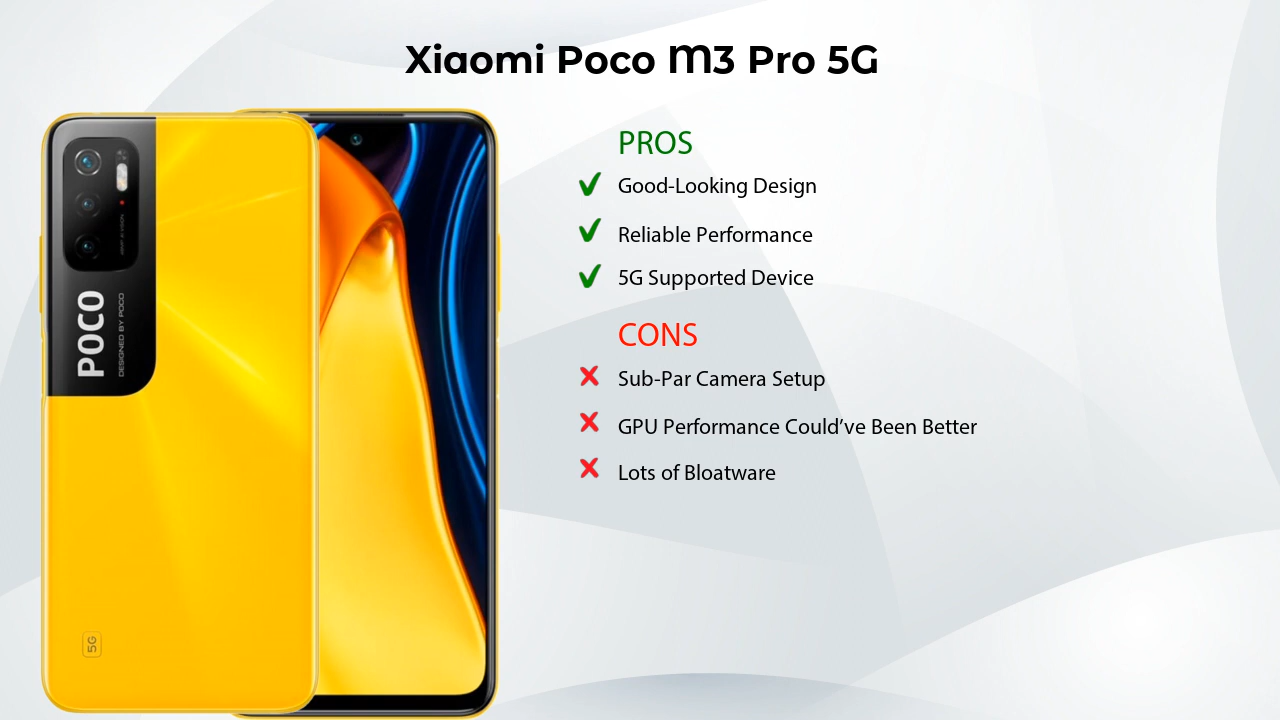 Xiaomi Poco M3 Pro 5G
PROS
Good-Looking Design
Reliable Performance
5G Supported Device
CONS
Sub-Par Camera Setup
GPU Performance Could've Been Better
Lots of Bloatware
POCO
DESIGNED BY POCO
5G